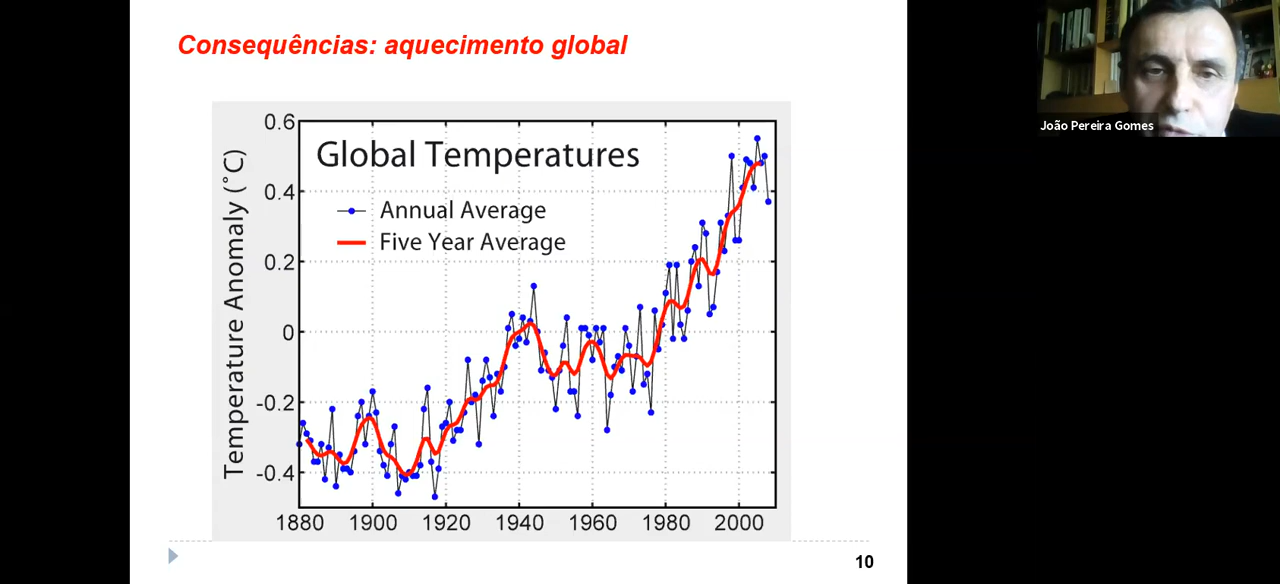 Consequências: aquecimento global
João Pereira Gomes
Global Temperatures
Annual Average
Five Year Average
Temperature Anomaly (°C)
0.6
0.4
0.2
0
-0.2
-0.4
1880 1900 1920 1940 1960 1980 2000
10